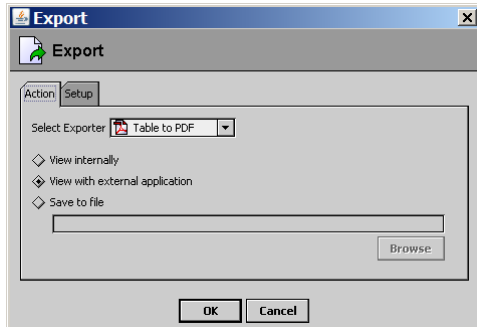 Export
Export
Action Setup
Select Exporter Table to PDF
View internally
View with external application
Save to file
Browse
OK Cancel